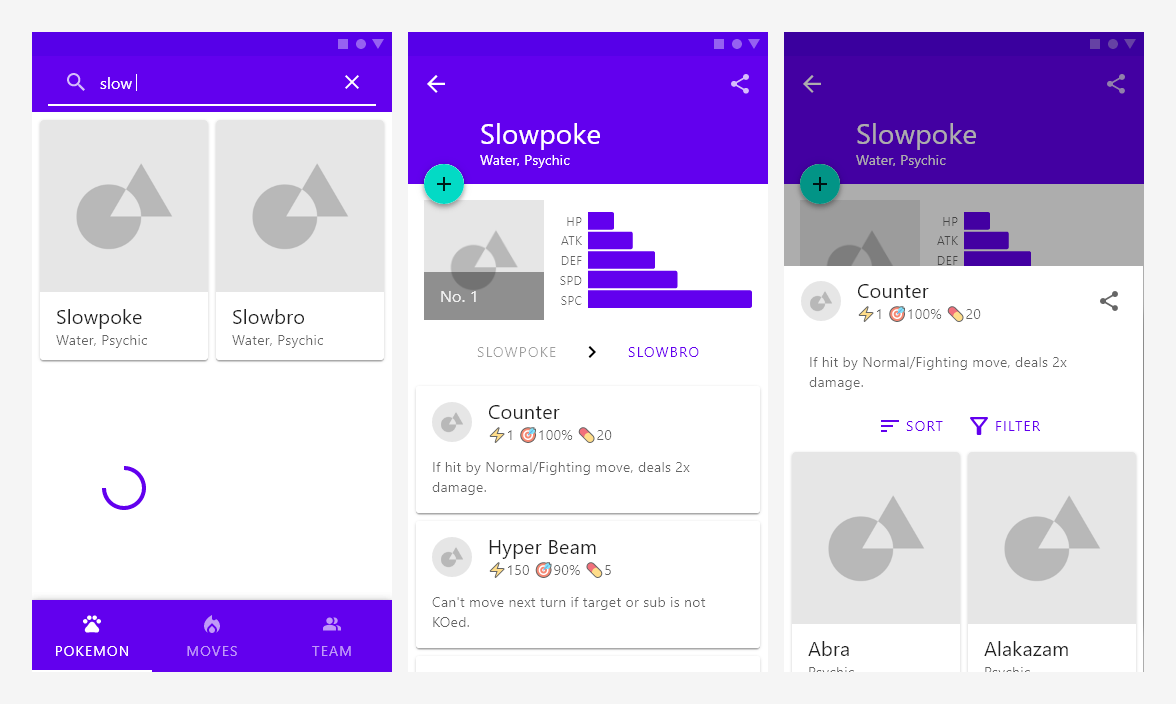 slow
Slowpoke
Water, Psychic
Slowbro
Water, Psychic
POKEMON
MOVES
TEAM
Slowpoke
Water, Psychic
No. 1
HP
ATK
DEF
SPD
SPC
SLOWPOKE
SLOWBRO
Counter
⚡1 🎯100% 💊20
If hit by Normal/Fighting move, deals 2x
damage.
Hyper Beam
⚡150 🎯90% 💊5
Can't move next turn if target or sub is not
KOed.
Slowpoke
Water, Psychic
HP
ATK
DEF
Counter
⚡1 🎯100% 💊20
If hit by Normal/Fighting move, deals 2x
damage.
SORT
FILTER
Abra
Psychic
Alakazam
Psychic